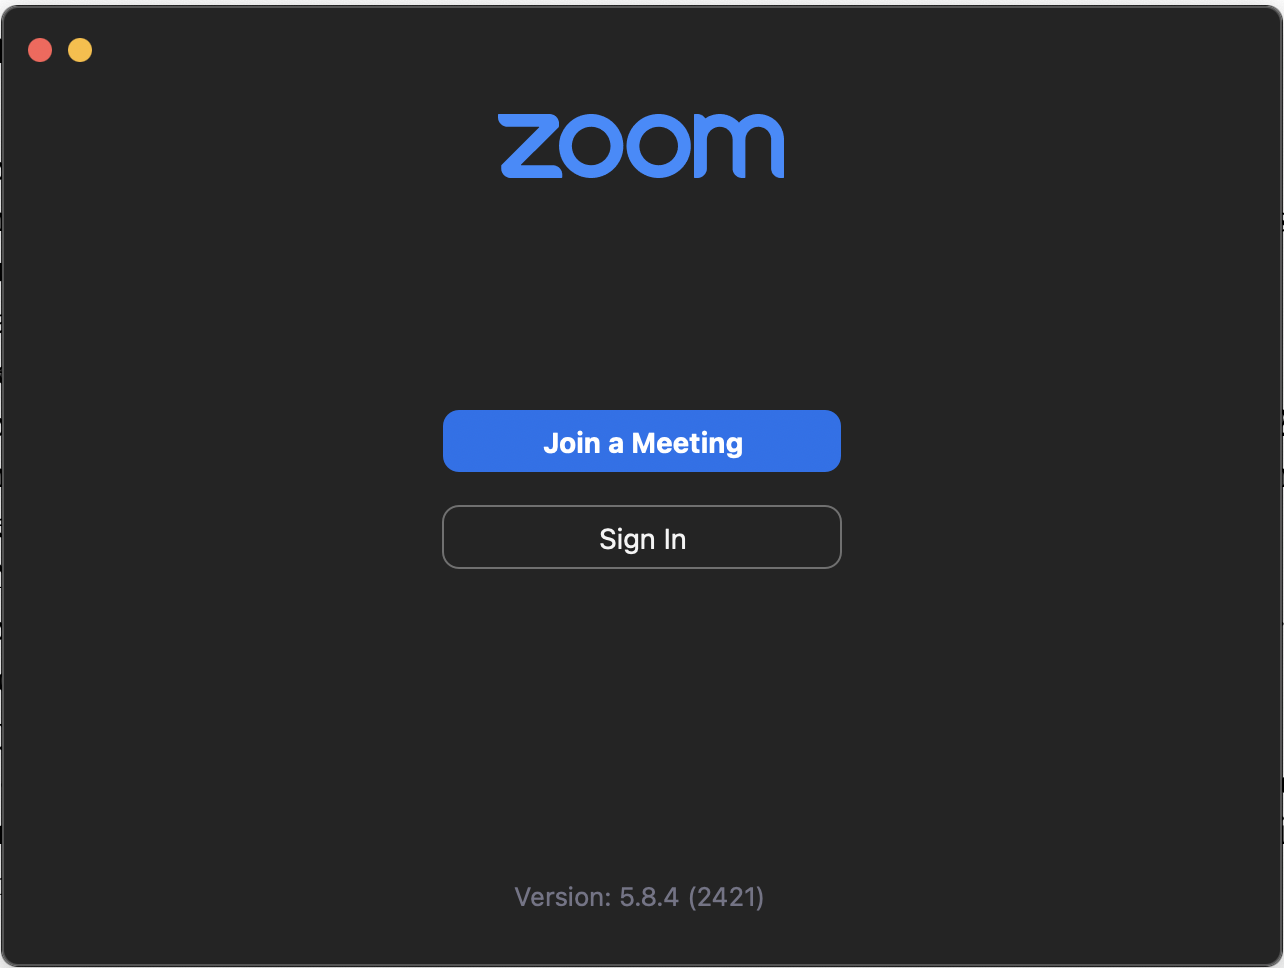 zoom
Join a Meeting
Sign In
Version: 5.8.4 (2421)